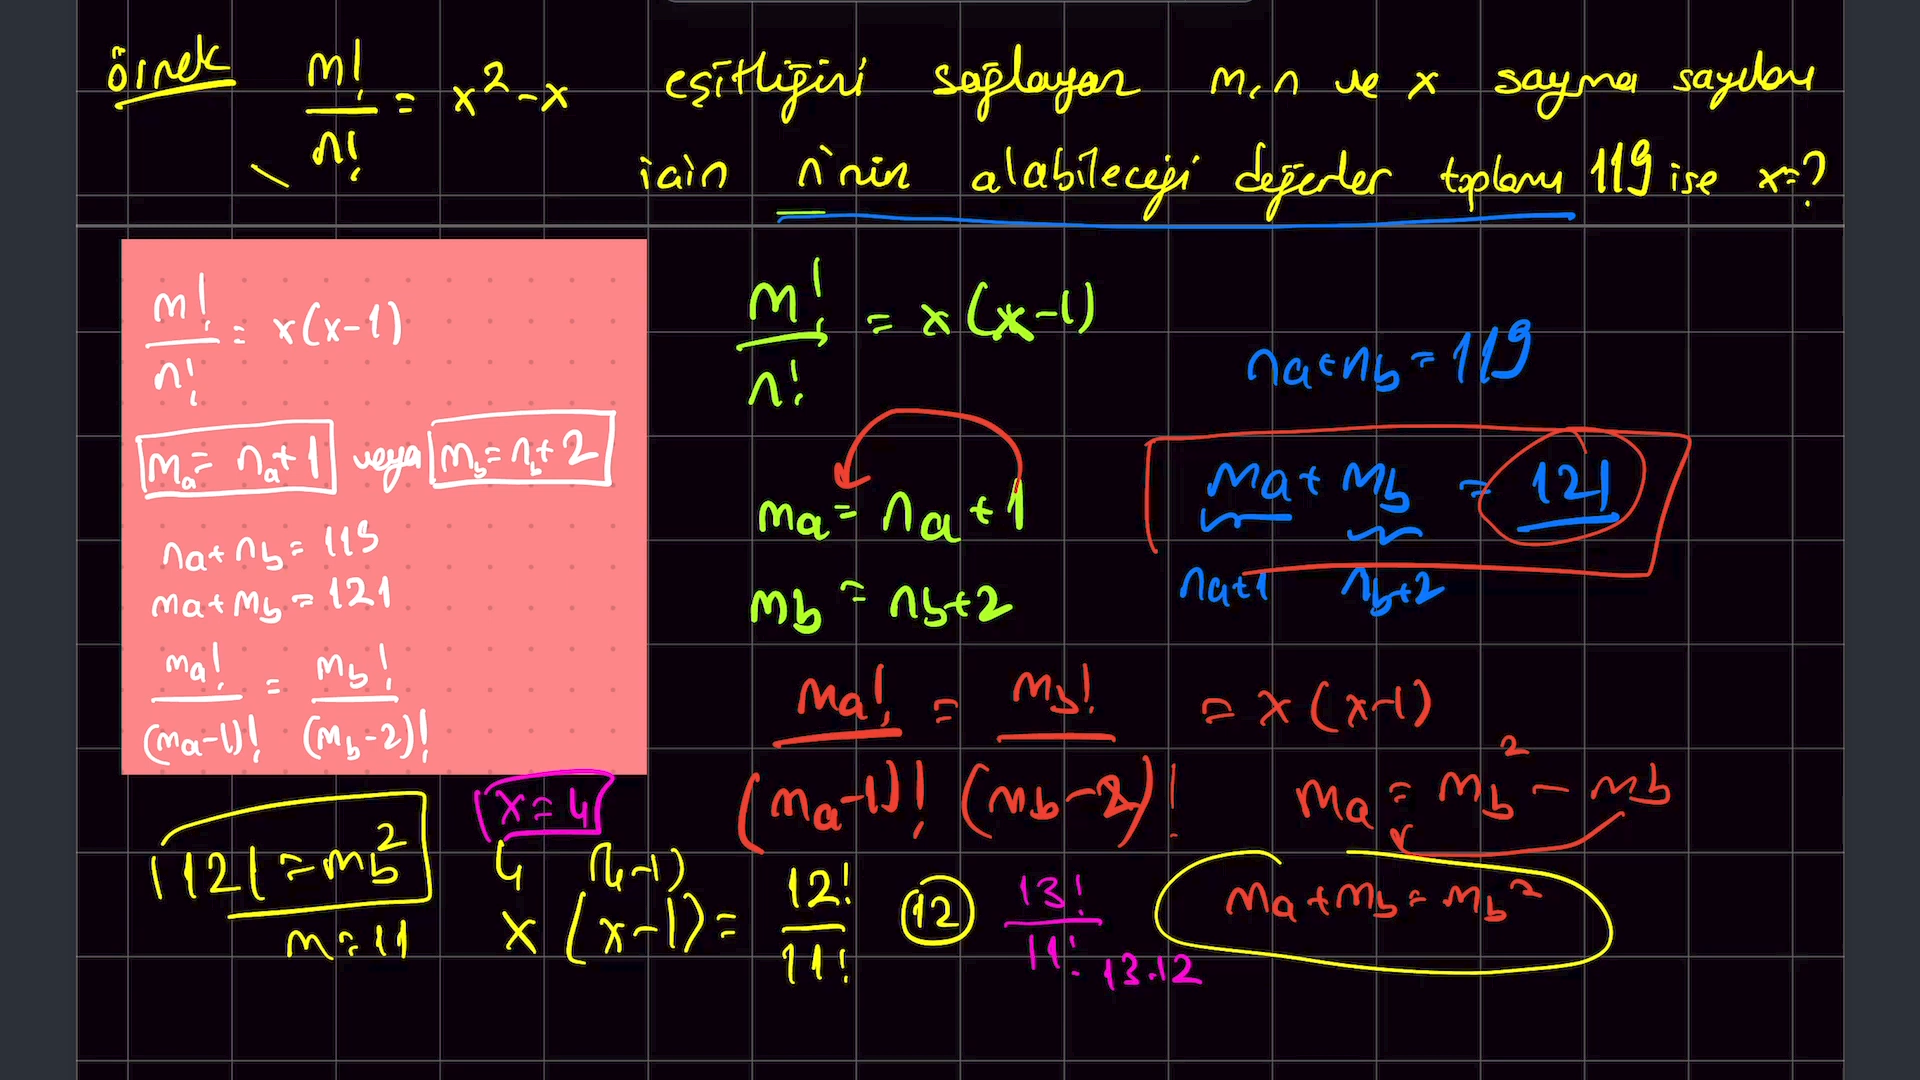 örnek m!/n! = x² - x eşitliğini sağlayan m,n ve x sayma sayıları
için n'nin alabileceği değerler toplamı 119 ise x=?
m!/n! = x(x-1)
ma = na+1 veya mb = nb+2
na+nb = 119
ma+mb = 121
ma!/(ma-1)! = mb!/(mb-2)!
m!/n! = x(x-1)
ma = na+1
mb = nb+2
na+nb = 119
ma + mb = 121
na+1 nb+2
ma!/(ma-1)! = mb!/(mb-2)! = x(x-1)
ma = mb² - mb
ma+mb = mb²
121 = mb²
m=11
x=4
4 (4-1)
x (x-1) = 12!/11! 12
13!/11! 13.12